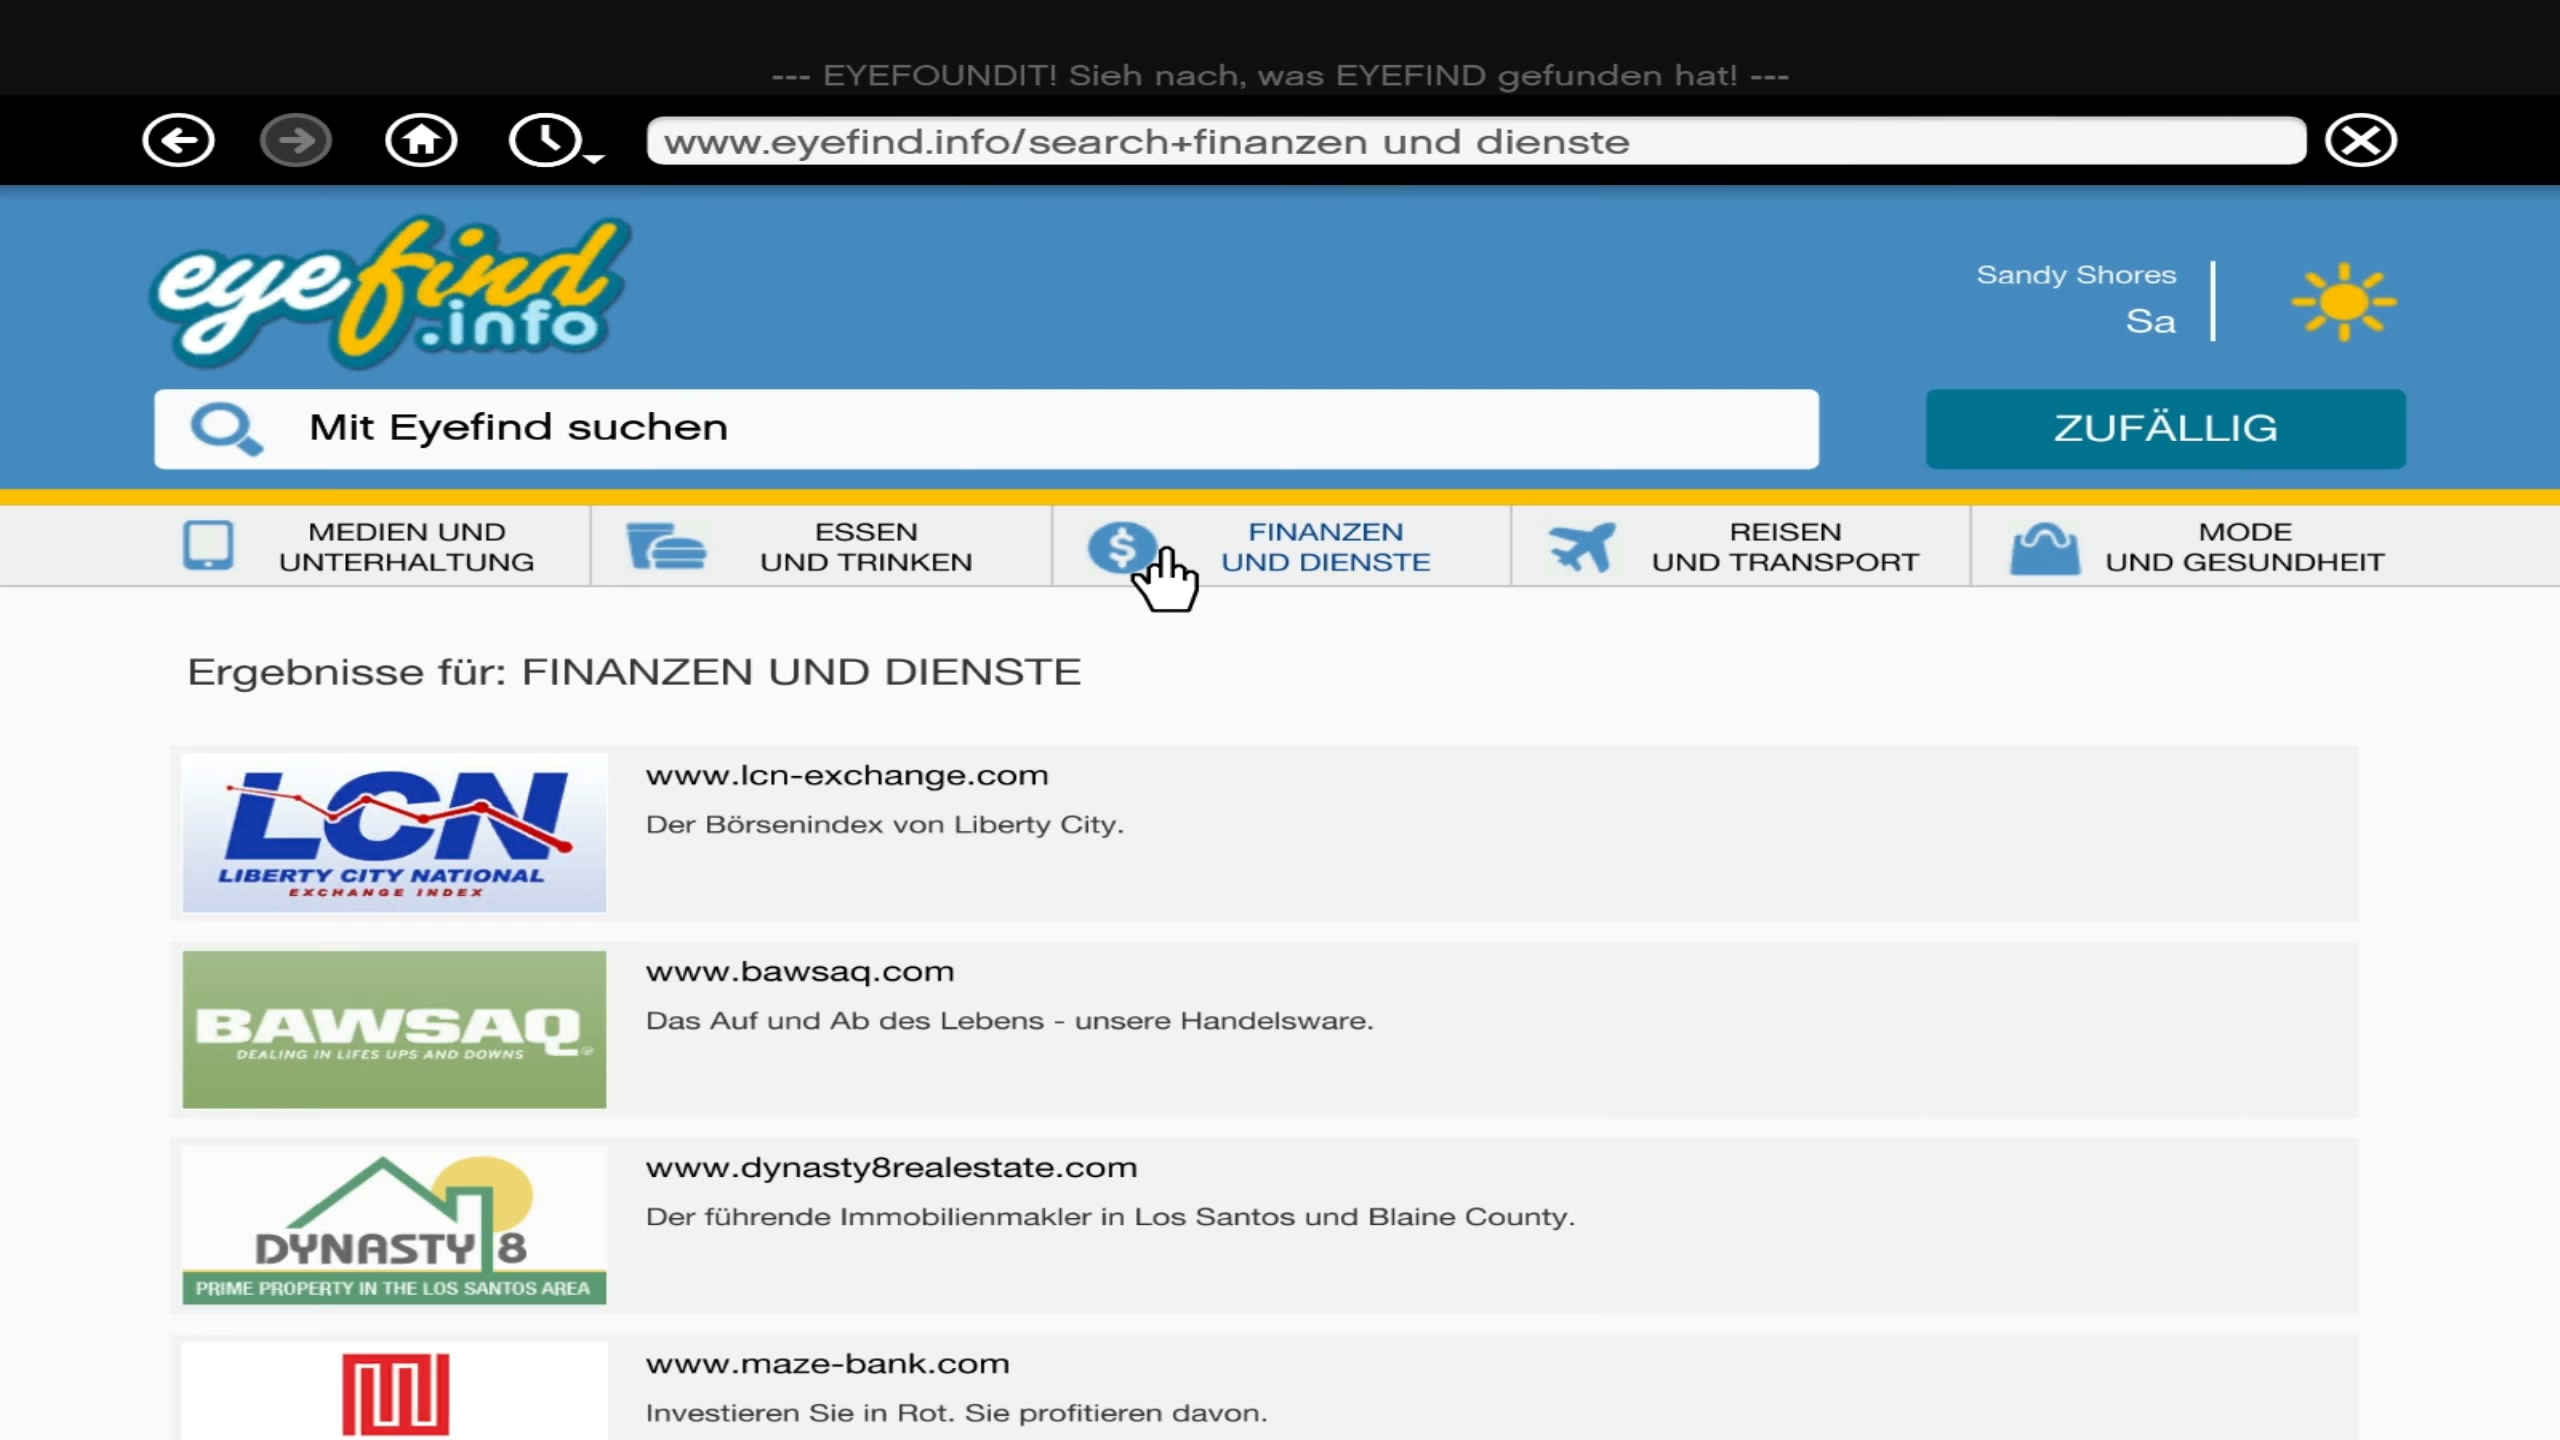 --- EYEFOUNDIT! Sieh nach, was EYEFIND gefunden hat! ---
www.eyefind.info/search+finanzen und dienste
eyefind
.info
Sandy Shores
Sa
Mit Eyefind suchen
ZUFÄLLIG
MEDIEN UND
UNTERHALTUNG
ESSEN
UND TRINKEN
FINANZEN
UND DIENSTE
REISEN
UND TRANSPORT
MODE
UND GESUNDHEIT
Ergebnisse für: FINANZEN UND DIENSTE
LCN
LIBERTY CITY NATIONAL
EXCHANGE INDEX
www.lcn-exchange.com
Der Börsenindex von Liberty City.
BAWSAQ
DEALING IN LIFES UPS AND DOWNS
www.bawsaq.com
Das Auf und Ab des Lebens - unsere Handelsware.
DYNASTY 8
PRIME PROPERTY IN THE LOS SANTOS AREA
www.dynasty8realestate.com
Der führende Immobilienmakler in Los Santos und Blaine County.
www.maze-bank.com
Investieren Sie in Rot. Sie profitieren davon.